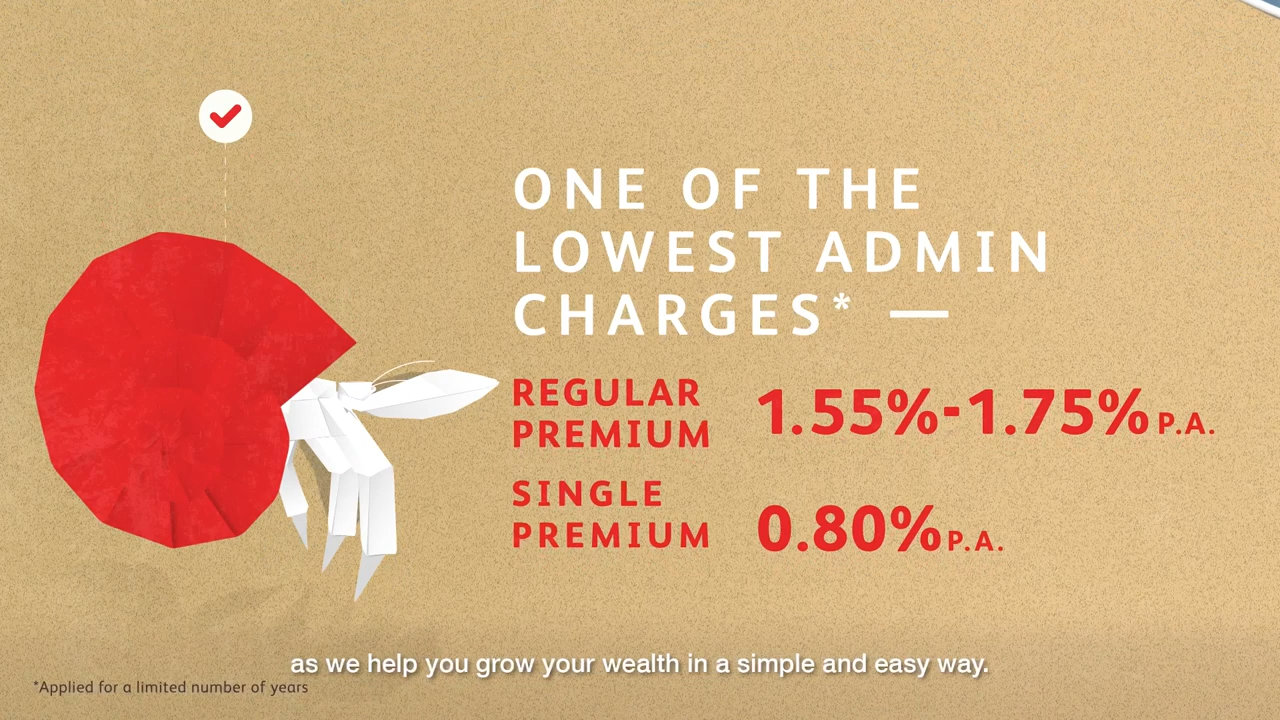 ONE OF THE
LOWEST ADMIN
CHARGES* —
REGULAR
PREMIUM
1.55%-1.75% P.A.
SINGLE
PREMIUM
0.80% P.A.
as we help you grow your wealth in a simple and easy way.
*Applied for a limited number of years